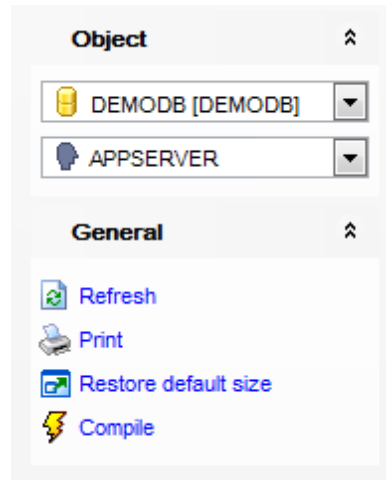 Object
DEMODB [DEMODB]
APPSERVER
General
Refresh
Print
Restore default size
Compile